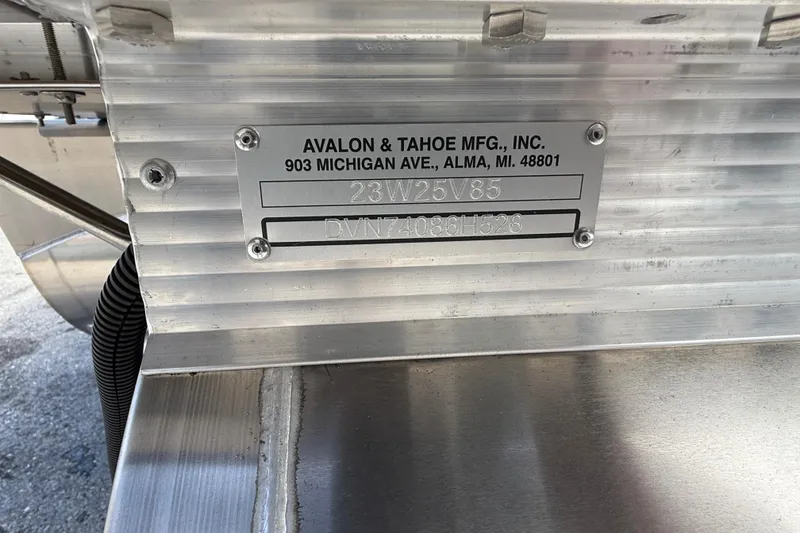 AVALON & TAHOE MFG., INC.
903 MICHIGAN AVE., ALMA, MI. 48801
23W25V85
DVN74086H526